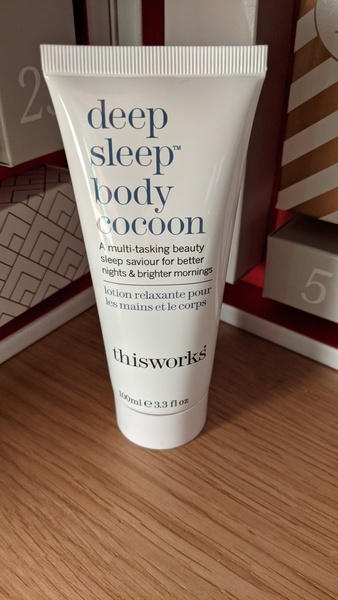 deep
sleep™
body
cocoon
A multi-tasking beauty
sleep saviour for better
nights & brighter mornings
lotion relaxante pour
les mains et le corps
thisworks®
100ml ℮ 3.3 fl oz
5